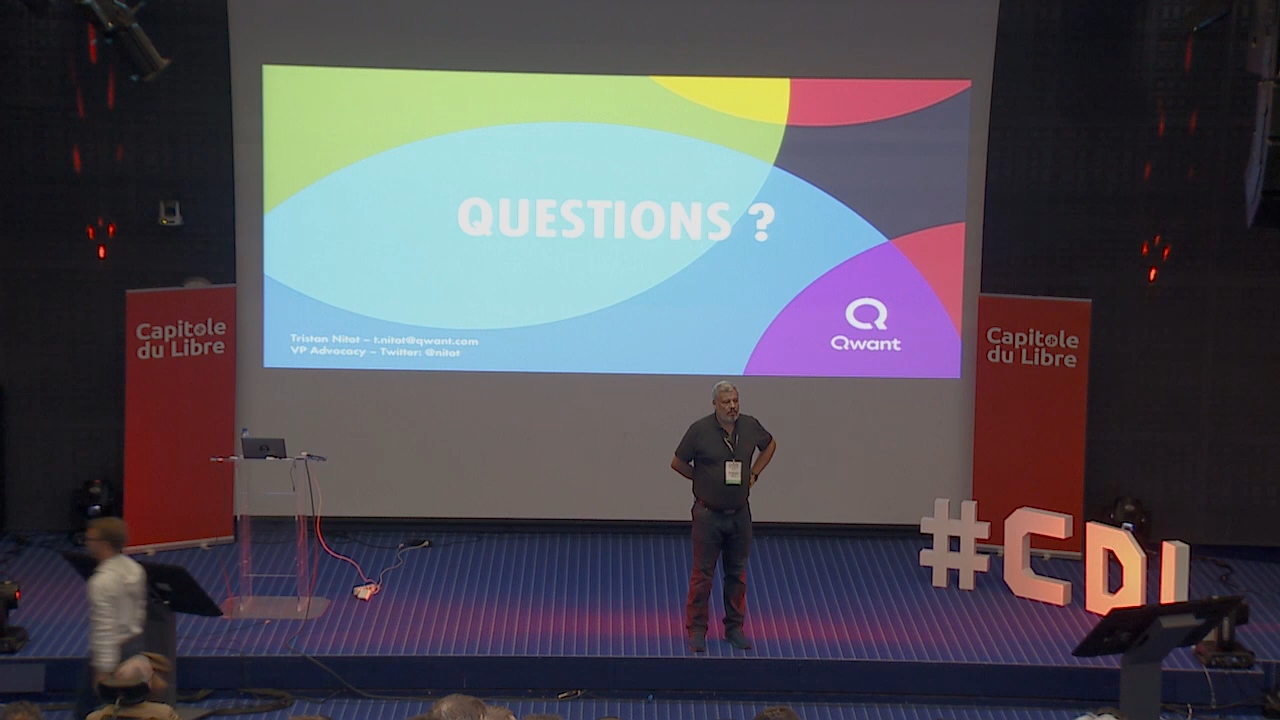 QUESTIONS ?
Tristan Nitot – t.nitot@qwant.com
VP Advocacy – Twitter: @nitot
Qwant
Capitole
du Libre
Capitole
du Libre
#CDL